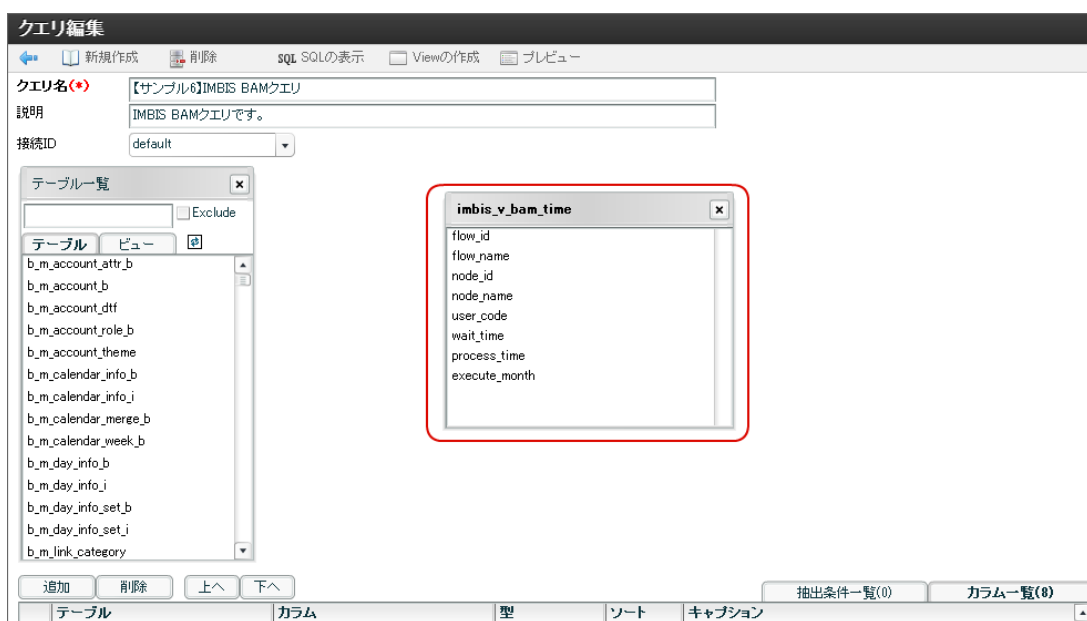 クエリ編集
新規作成 削除 SQL SQLの表示 Viewの作成 プレビュー
クエリ名(*) 【サンプル6】IMBIS BAMクエリ
説明 IMBIS BAMクエリです。
接続ID default
テーブル一覧
Exclude
テーブル ビュー
b_m_account_attr_b
b_m_account_b
b_m_account_dtf
b_m_account_role_b
b_m_account_theme
b_m_calendar_info_b
b_m_calendar_info_i
b_m_calendar_merge_b
b_m_calendar_week_b
b_m_day_info_b
b_m_day_info_i
b_m_day_info_set_b
b_m_day_info_set_i
b_m_link_category
imbis_v_bam_time
flow_id
flow_name
node_id
node_name
user_code
wait_time
process_time
execute_month
追加 削除 上へ 下へ 抽出条件一覧(0) カラム一覧(8)
テーブル カラム 型 ソート キャプション